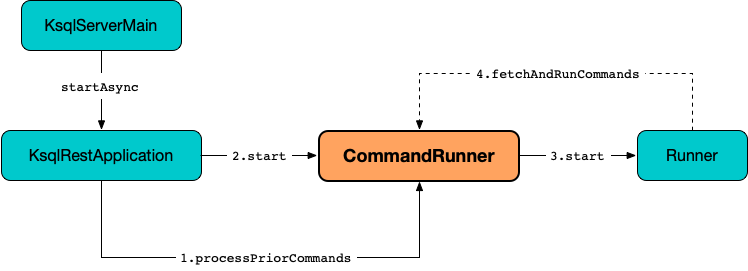 KsqlServerMain
startAsync
4.fetchAndRunCommands
KsqlRestApplication
2.start
CommandRunner
3.start
Runner
1.processPriorCommands